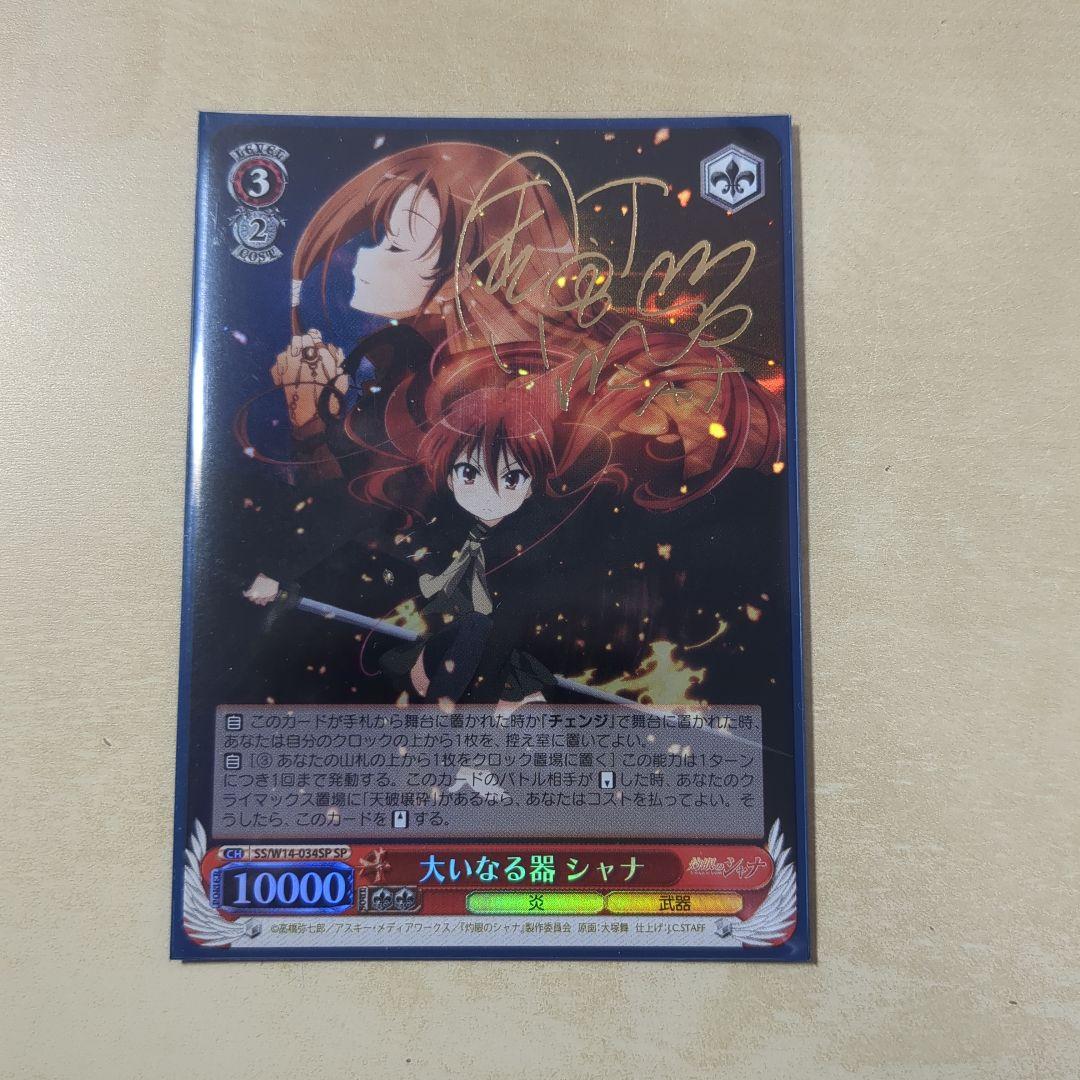 LEVEL
3
2
COST
自 このカードが手札から舞台に置かれた時か「チェンジ」で舞台に置かれた時、
あなたは自分のクロックの上から1枚を、控え室に置いてよい。
自 [③ あなたの山札の上から1枚をクロック置場に置く] この能力は1ターン
につき1回まで発動する。このカードのバトル相手が した時、あなたのク
ライマックス置場に「天破壌砕」があるなら、あなたはコストを払ってよい。そ
うしたら、このカードを する。
CH SS/W14-034SP SP
大いなる器 シャナ
灼眼のシャナ
POWER 10000
SOUL
炎
武器
©高橋弥七郎／アスキー・メディアワークス／『灼眼のシャナ』製作委員会 原画：大塚舞 仕上げ：J.C.STAFF